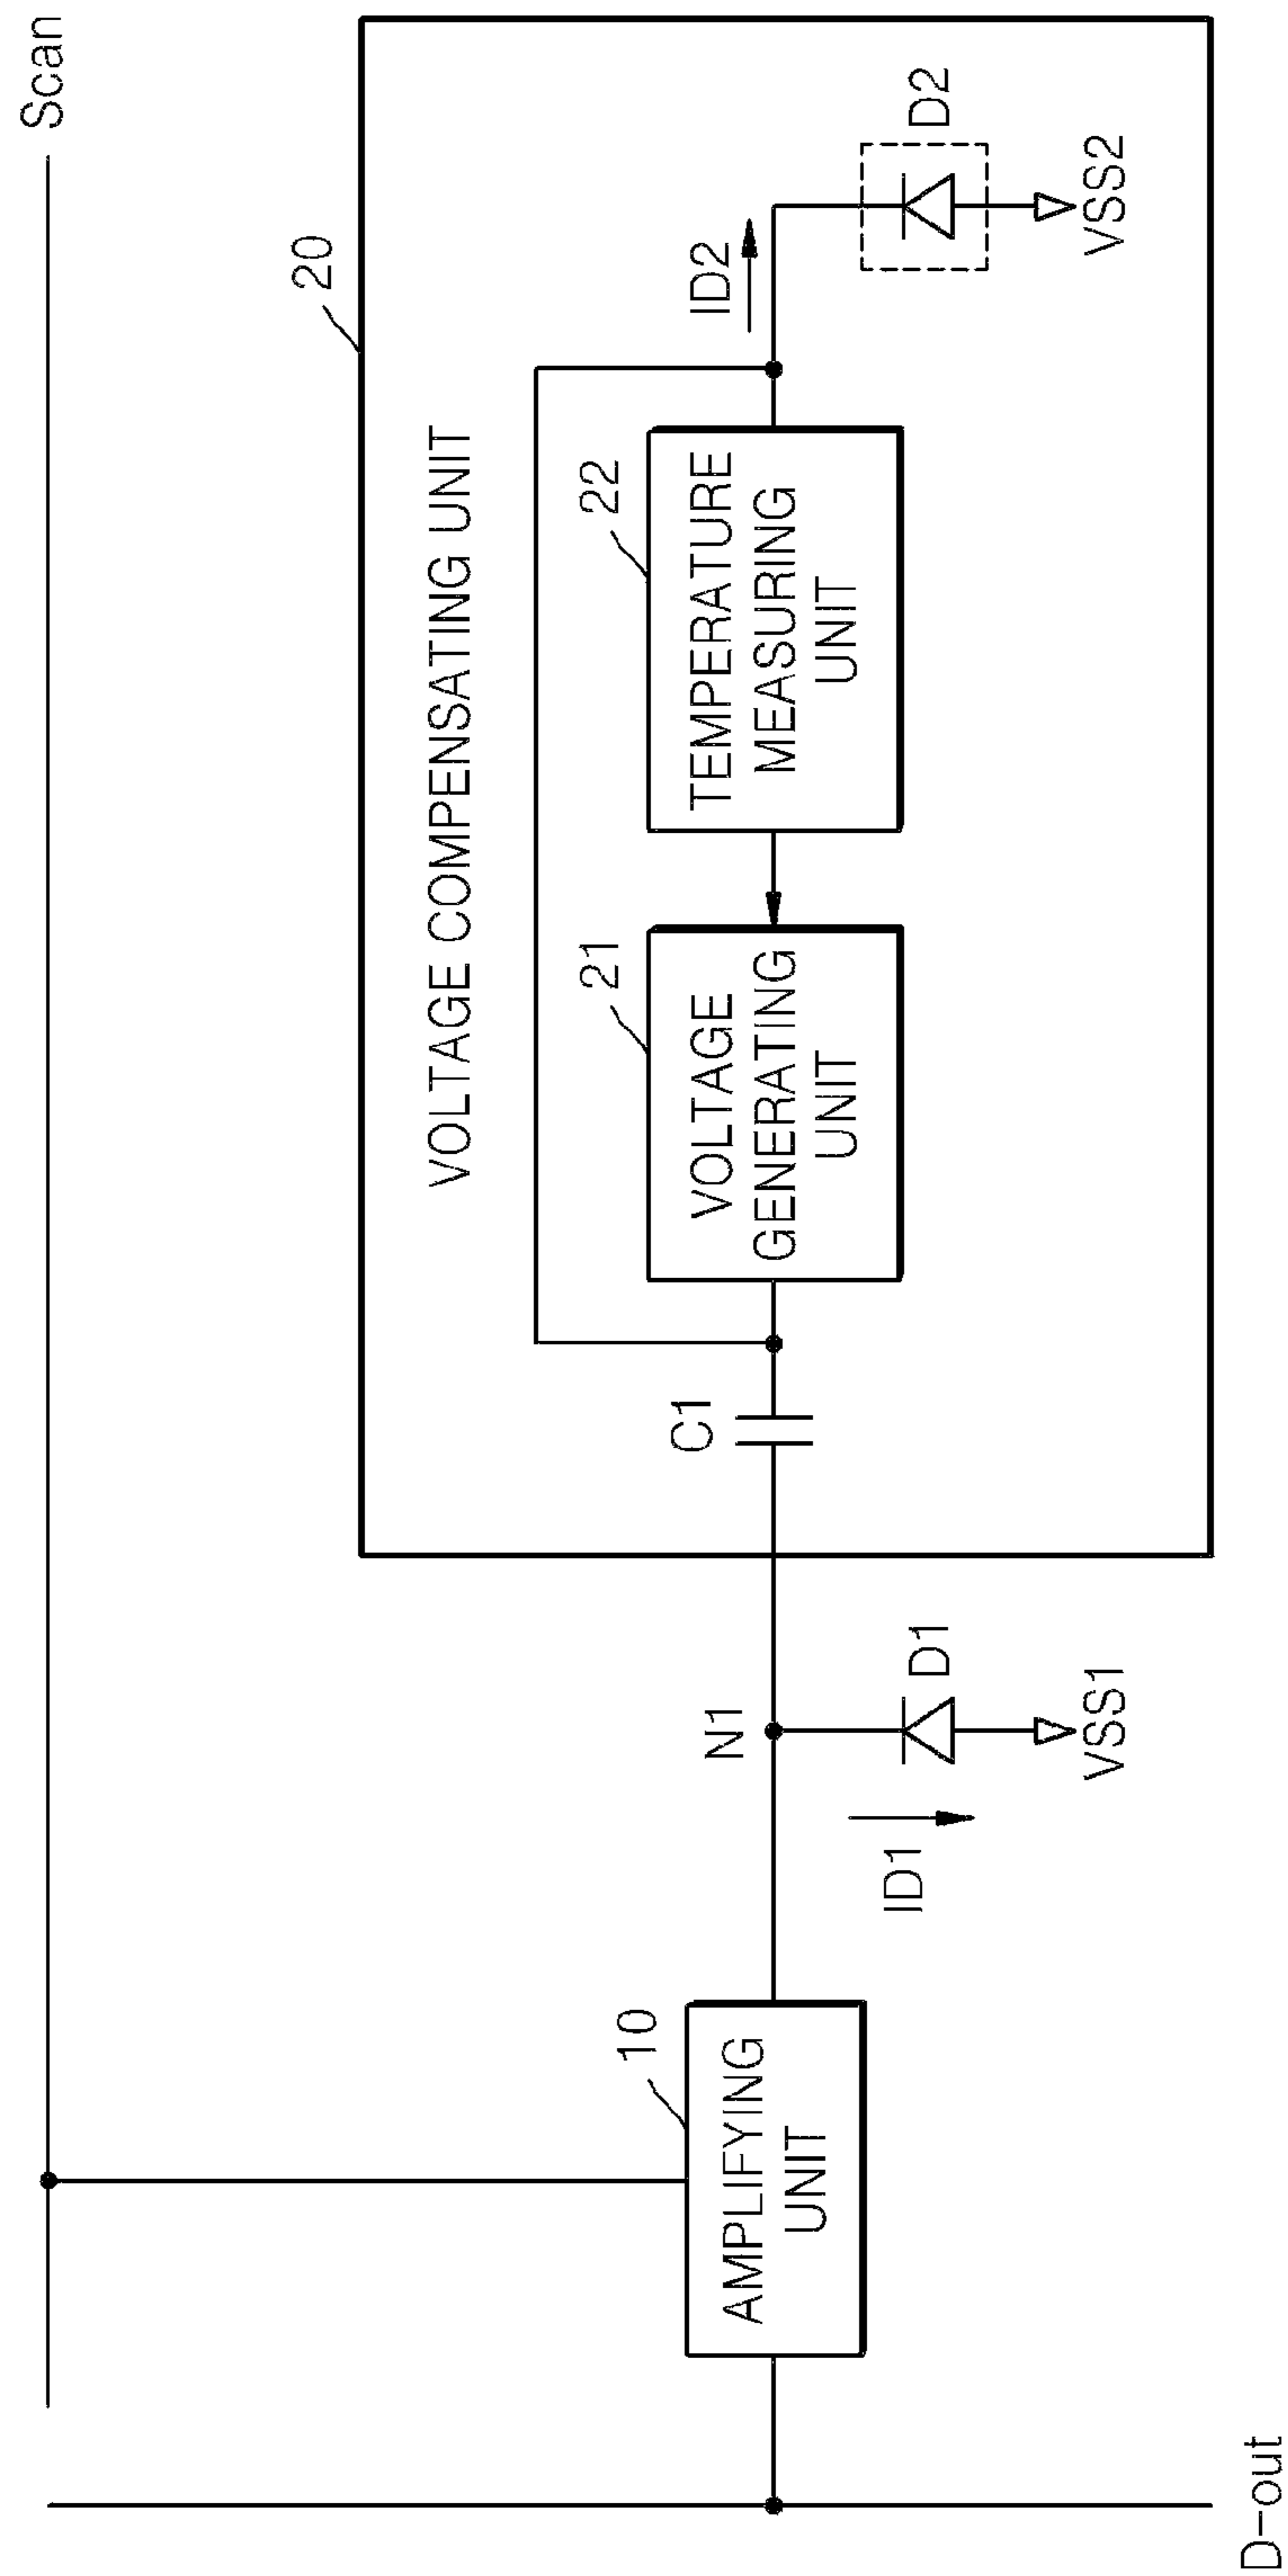 Scan
20
VOLTAGE COMPENSATING UNIT
10
AMPLIFYING
UNIT
N1
ID1
D1
VSS1
C1
21
VOLTAGE
GENERATING
UNIT
22
TEMPERATURE
MEASURING
UNIT
ID2
D2
VSS2
D-out